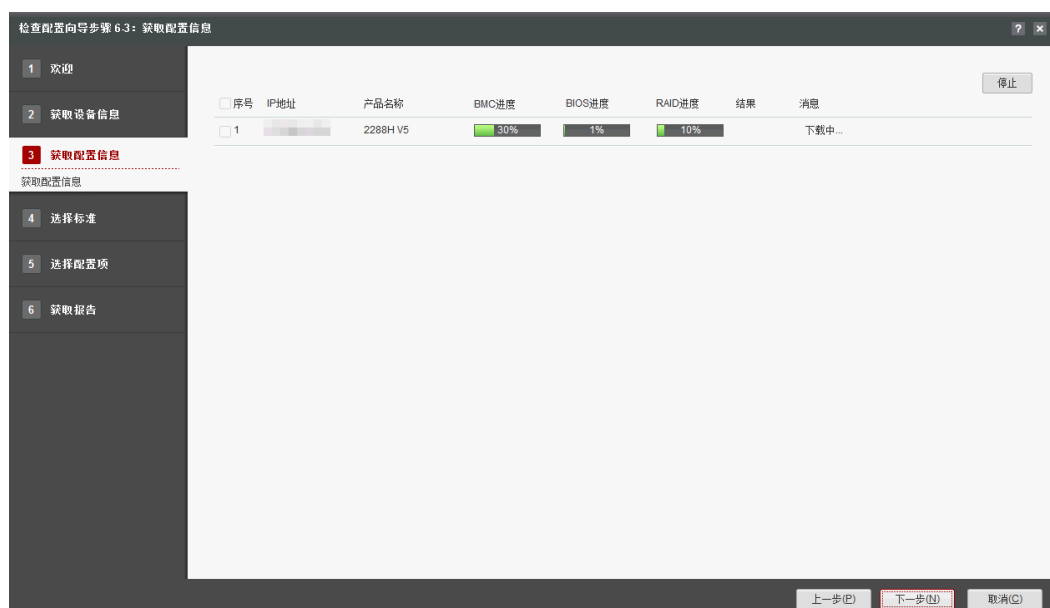 检查配置向导步骤 6-3：获取配置信息
? ×
1 欢迎
2 获取设备信息
3 获取配置信息
获取配置信息
4 选择标准
5 选择配置项
6 获取报告
停止
序号 IP地址 产品名称 BMC进度 BIOS进度 RAID进度 结果 消息
1 2288H V5 30% 1% 10% 下载中...
上一步(P) 下一步(N) 取消(C)